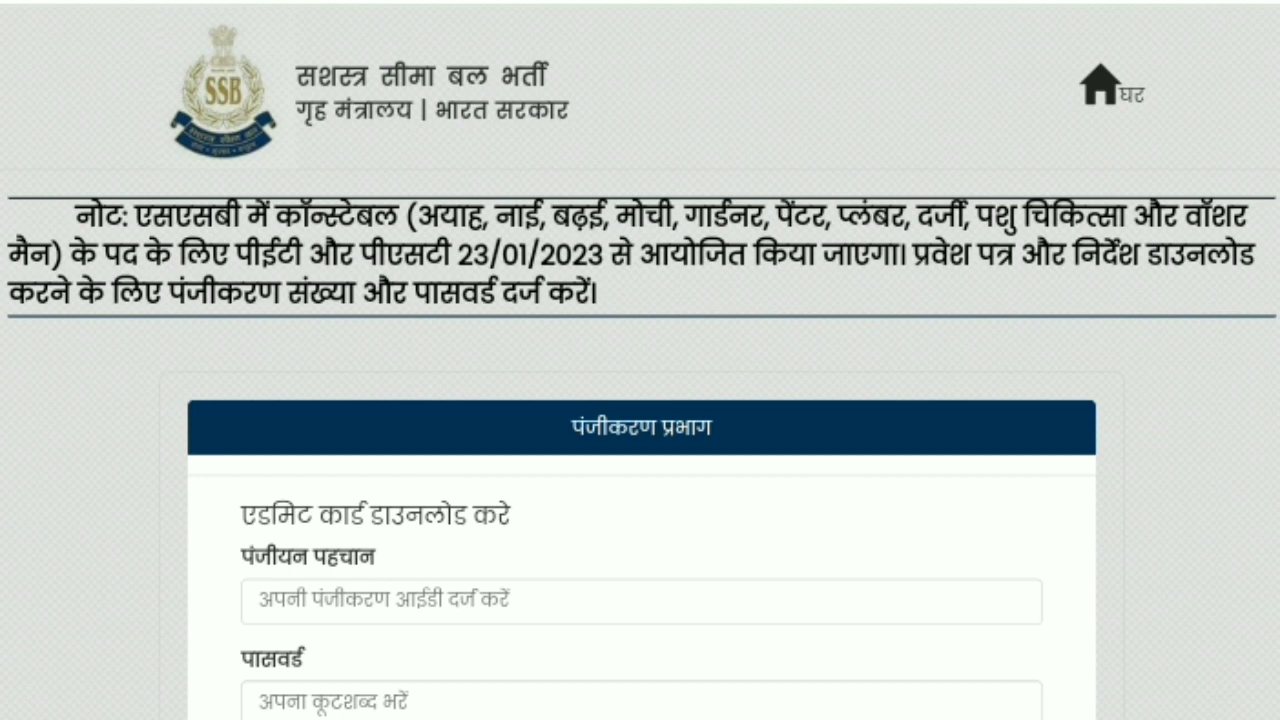 SSB
सशस्त्र सीमा बल भर्ती
गृह मंत्रालय | भारत सरकार
घर
नोट: एसएसबी में कॉन्स्टेबल (अयाह, नाई, बढ़ई, मोची, गार्डनर, पेंटर, प्लंबर, दर्जी, पशु चिकित्सा और वॉशर
मैन) के पद के लिए पीईटी और पीएसटी 23/01/2023 से आयोजित किया जाएगा। प्रवेश पत्र और निर्देश डाउनलोड
करने के लिए पंजीकरण संख्या और पासवर्ड दर्ज करें।
पंजीकरण प्रभाग
एडमिट कार्ड डाउनलोड करे
पंजीयन पहचान
अपनी पंजीकरण आईडी दर्ज करें
पासवर्ड
अपना कूटशब्द भरें